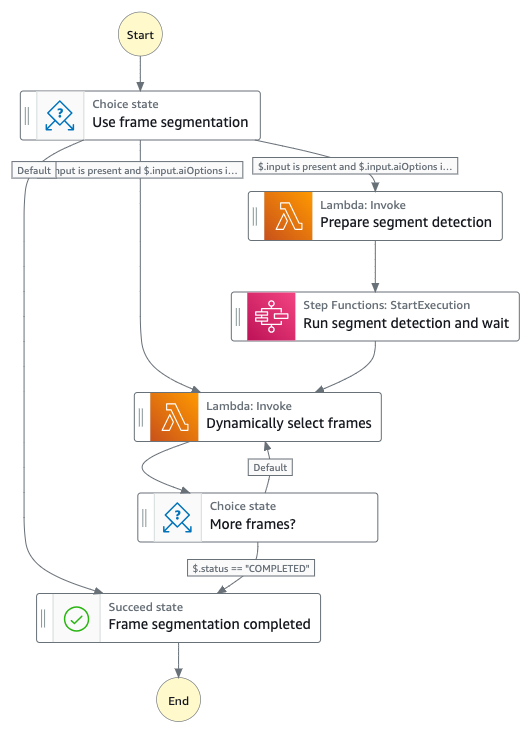 Start
Choice state
Use frame segmentation
Default
input is present and $.input.aiOptions i...
$.input is present and $.input.aiOptions i...
Lambda: Invoke
Prepare segment detection
Step Functions: StartExecution
Run segment detection and wait
Lambda: Invoke
Dynamically select frames
Default
Choice state
More frames?
$.status == "COMPLETED"
Succeed state
Frame segmentation completed
End